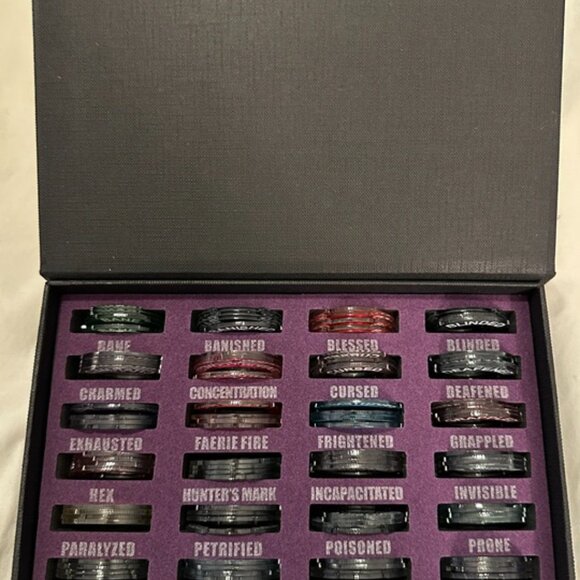 BANE BANISHED BLESSED BLINDED
CHARMED CONCENTRATION CURSED DEAFENED
EXHAUSTED FAERIE FIRE FRIGHTENED GRAPPLED
HEX HUNTER'S MARK INCAPACITATED INVISIBLE
PARALYZED PETRIFIED POISONED PRONE